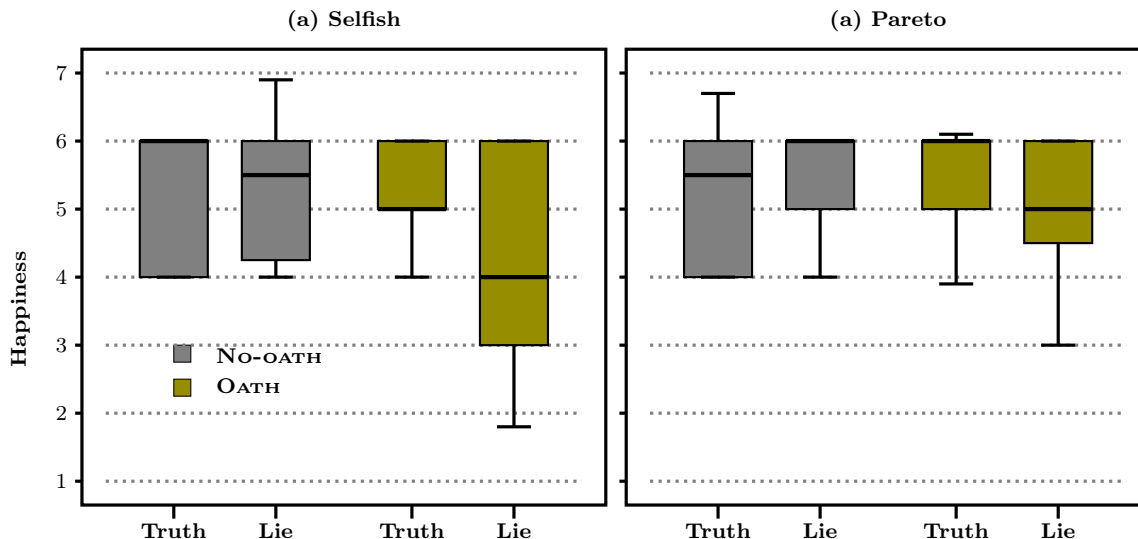 (a) Selfish
(a) Pareto
Happiness
7
6
5
4
3
2
1
No-oath
Oath
Truth Lie Truth Lie
Truth Lie Truth Lie